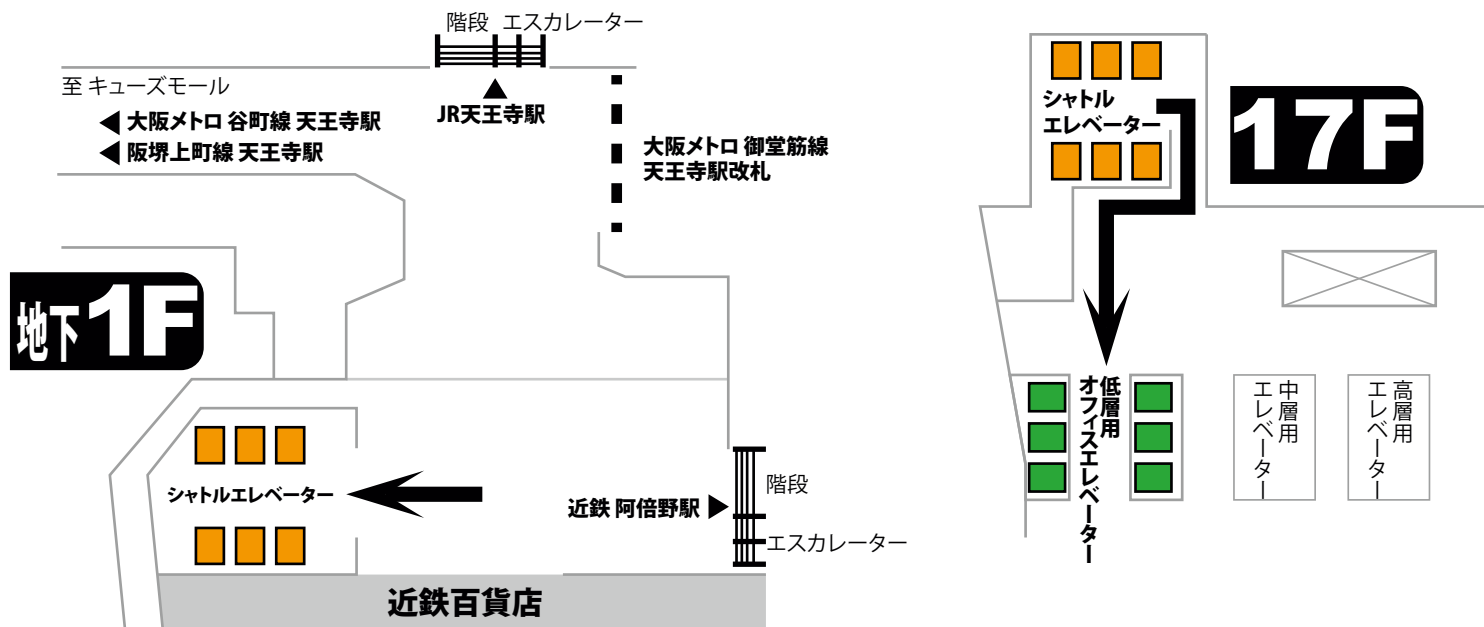 階段 エスカレーター
至 キューズモール
JR天王寺駅
大阪メトロ 谷町線 天王寺駅
阪堺上町線 天王寺駅
大阪メトロ 御堂筋線
天王寺駅改札
地下1F
シャトルエレベーター
近鉄 阿倍野駅
階段
エスカレーター
近鉄百貨店
シャトル
エレベーター
17F
低層用
オフィスエレベーター
中層用
エレベーター
高層用
エレベーター